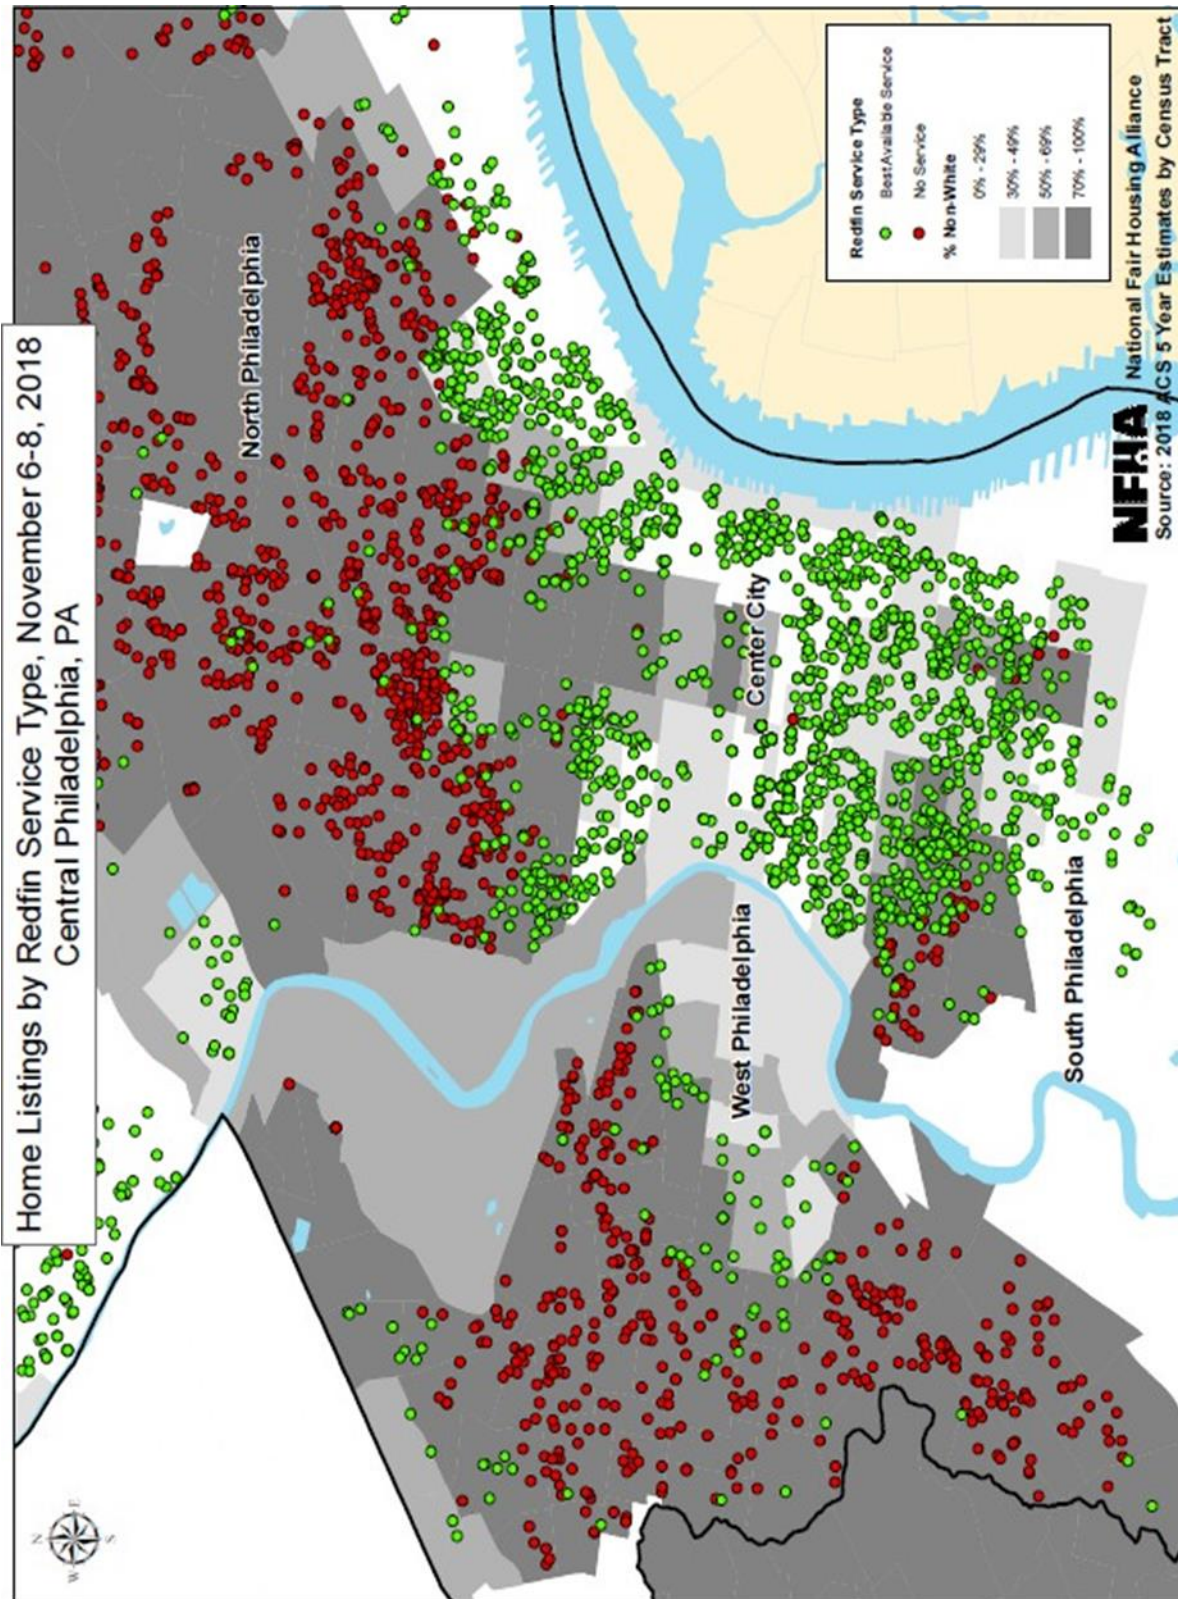 Home Listings by Redfin Service Type, November 6-8, 2018
Central Philadelphia, PA
N
W
E
S
North Philadelphia
Center City
West Philadelphia
South Philadelphia
Redfin Service Type
Best Available Service
No Service
% Non-White
0% - 29%
30% - 49%
50% - 69%
70% - 100%
NFHA National Fair Housing Alliance
Source: 2018 ACS 5 Year Estimates by Census Tract